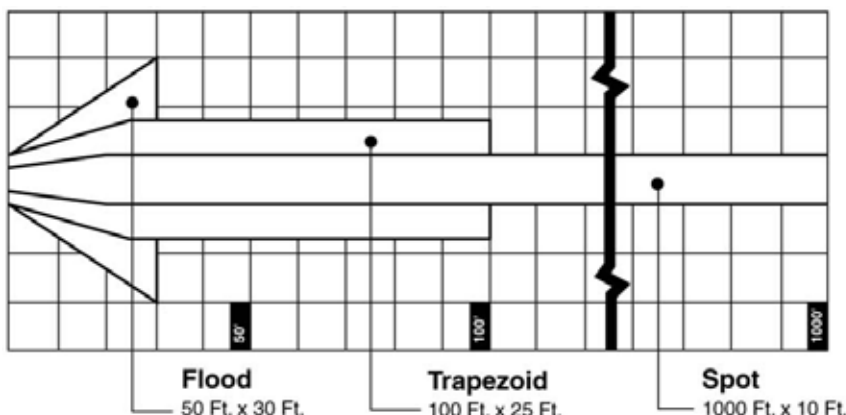 50'
100'
1000'
Flood
50 Ft. x 30 Ft.
Trapezoid
100 Ft. x 25 Ft.
Spot
1000 Ft. x 10 Ft.